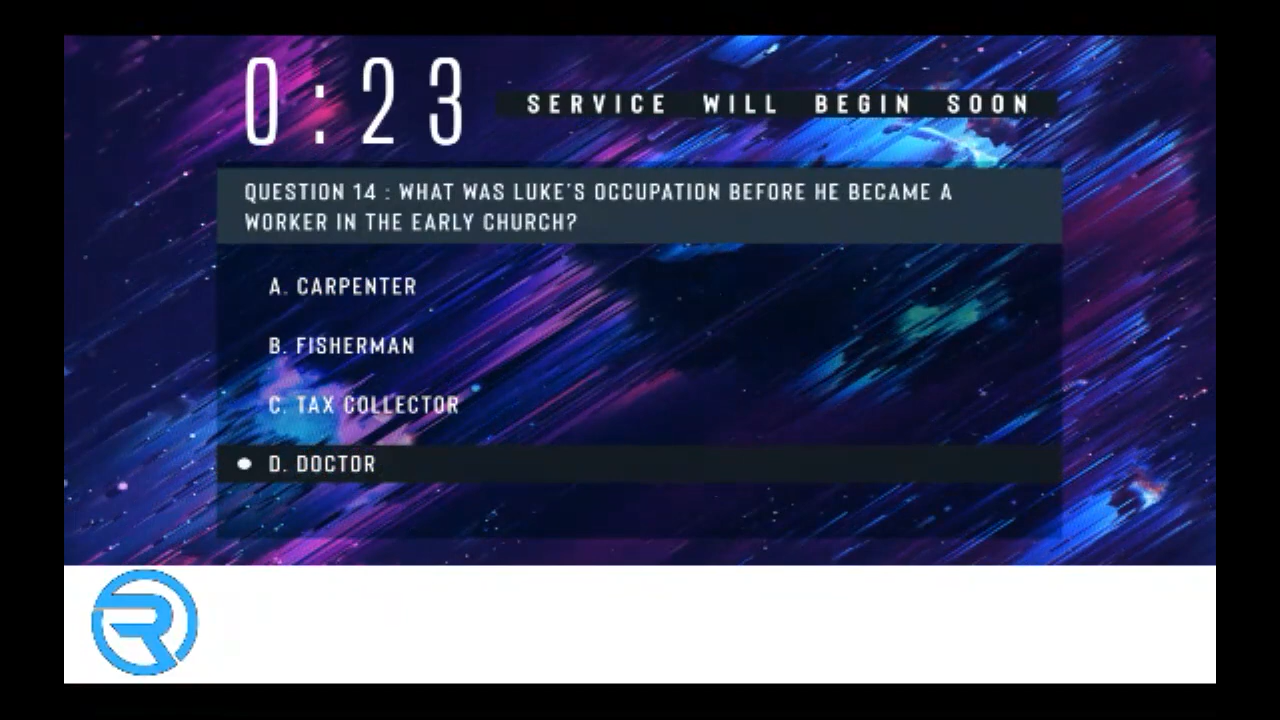 0:23
SERVICE WILL BEGIN SOON
QUESTION 14 : WHAT WAS LUKE'S OCCUPATION BEFORE HE BECAME A
WORKER IN THE EARLY CHURCH?
A. CARPENTER
B. FISHERMAN
C. TAX COLLECTOR
D. DOCTOR
R